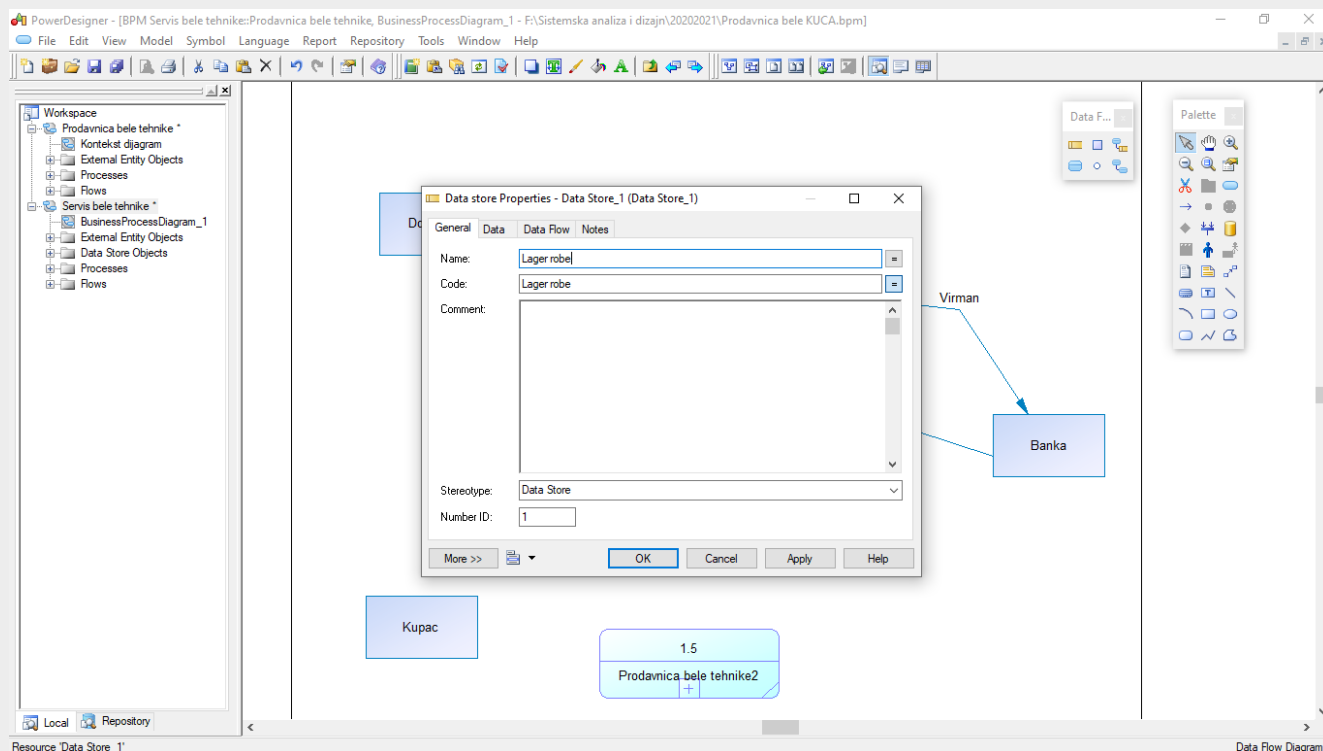 PowerDesigner - [BPM Servis bele tehnike::Prodavnica bele tehnike, BusinessProcessDiagram_1 - F:\Sistemska analiza i dizajn\20202021\Prodavnica bele KUCA.bpm]
File Edit View Model Symbol Language Report Repository Tools Window Help
Workspace
Prodavnica bele tehnike *
Kontekst dijagram
External Entity Objects
Processes
Flows
Servis bele tehnike *
BusinessProcessDiagram_1
External Entity Objects
Data Store Objects
Processes
Flows
Local Repository
Data F...
Palette
Data store Properties - Data Store_1 (Data Store_1)
General Data Data Flow Notes
Name: Lager robe =
Code: Lager robe =
Comment:
Stereotype: Data Store
Number ID: 1
More >> OK Cancel Apply Help
Virman
Banka
Kupac
1.5
Prodavnica bele tehnike2
Resource 'Data Store_1' Data Flow Diagram